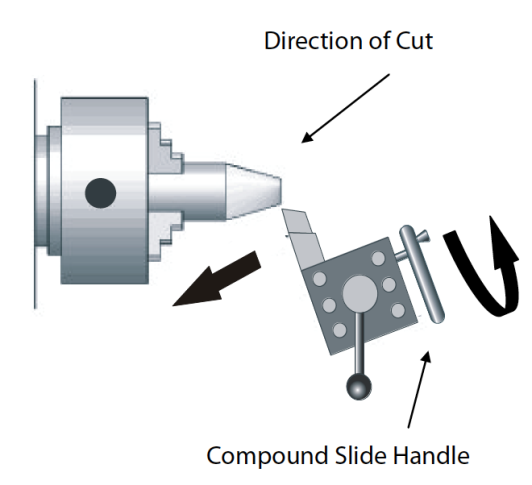 Direction of Cut
Compound Slide Handle